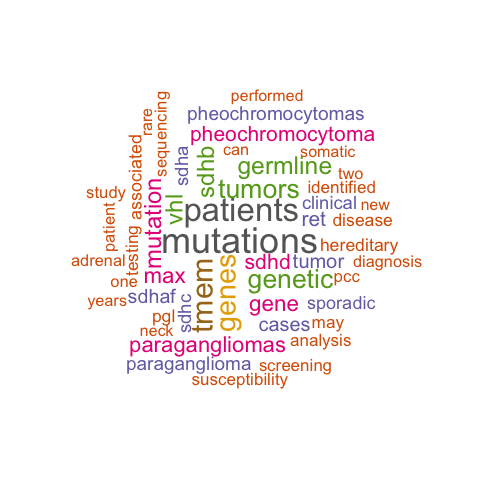 performed
pheochromocytomas
pheochromocytoma
rare
sequencing
can
somatic
sdha
sdhb
germline
two
associated
study
mutation
vhl
tumors
identified
patients
clinical
new
patient
ret
disease
mutations
hereditary
testing
adrenal
tmem
genes
sdhd
tumor
diagnosis
one
max
genetic
pcc
years
sdhaf
sdhc
gene
sporadic
pgl
cases
may
neck
paragangliomas
analysis
paraganglioma
screening
susceptibility